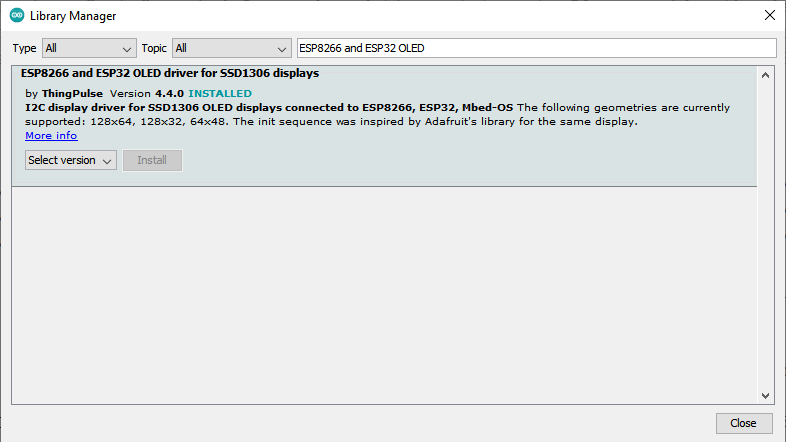 Library Manager
Type All Topic All ESP8266 and ESP32 OLED
ESP8266 and ESP32 OLED driver for SSD1306 displays
by ThingPulse Version 4.4.0 INSTALLED
I2C display driver for SSD1306 OLED displays connected to ESP8266, ESP32, Mbed-OS The following geometries are currently
supported: 128x64, 128x32, 64x48. The init sequence was inspired by Adafruit's library for the same display.
More info
Select version Install
Close